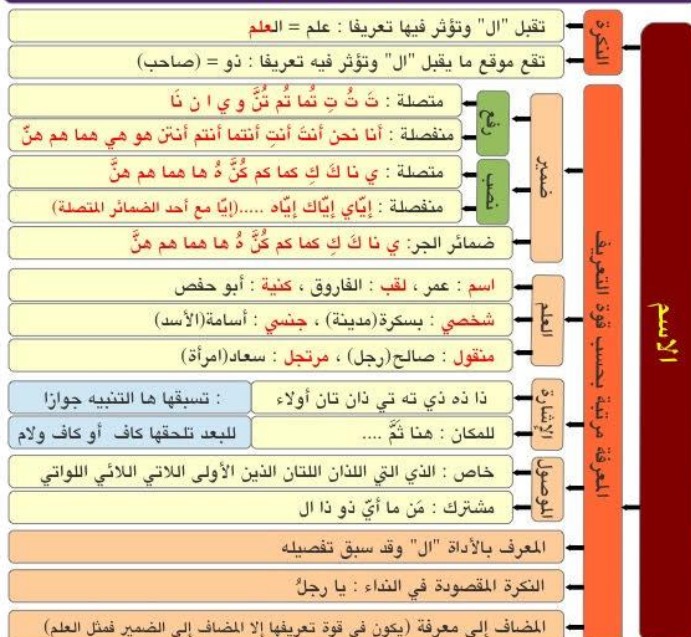 الاسم
النكرة
تقبل "ال" وتؤثر فيها تعريفا : علم = العلم
تقع موقع ما يقبل "ال" وتؤثر فيه تعريفا : ذو = (صاحب)
المعرفة مرتبة بحسب قوة التعريف
ضمير
رفع
متصلة : تَ تُ تِ تُما تُم تُنَّ و ي ا ن نَا
منفصلة : أنا نحن أنتَ أنتِ أنتما أنتم أنتن هو هي هما هم هنّ
نصب
متصلة : ي نا كَ كِ كما كم كُنَّ هُ ها هما هم هنَّ
منفصلة : إيّاي إيّاك إيّاه .....(إيّا مع أحد الضمائر المتصلة)
ضمائر الجر: ي نا كَ كِ كما كم كُنَّ هُ ها هما هم هنَّ
العلم
اسم : عمر ، لقب : الفاروق ، كنية : أبو حفص
شخصي : بسكرة(مدينة) ، جنسي : أسامة(الأسد)
منقول : صالح(رجل) ، مرتجل : سعاد(امرأة)
الإشارة
ذا ذه ذي ته تي ذان تان أولاء : تسبقها ها التنبيه جوازا
للمكان : هنا ثَمَّ .... للبعد تلحقها كاف أو كاف ولام
الموصول
خاص : الذي التي اللذان اللتان الذين الأولى اللاتي اللائي اللواتي
مشترك : مَن ما أيّ ذو ذا ال
المعرف بالأداة "ال" وقد سبق تفصيله
النكرة المقصودة في النداء : يا رجلُ
المضاف إلى معرفة (يكون في قوة تعريفها إلا المضاف إلى الضمير فمثل العلم)